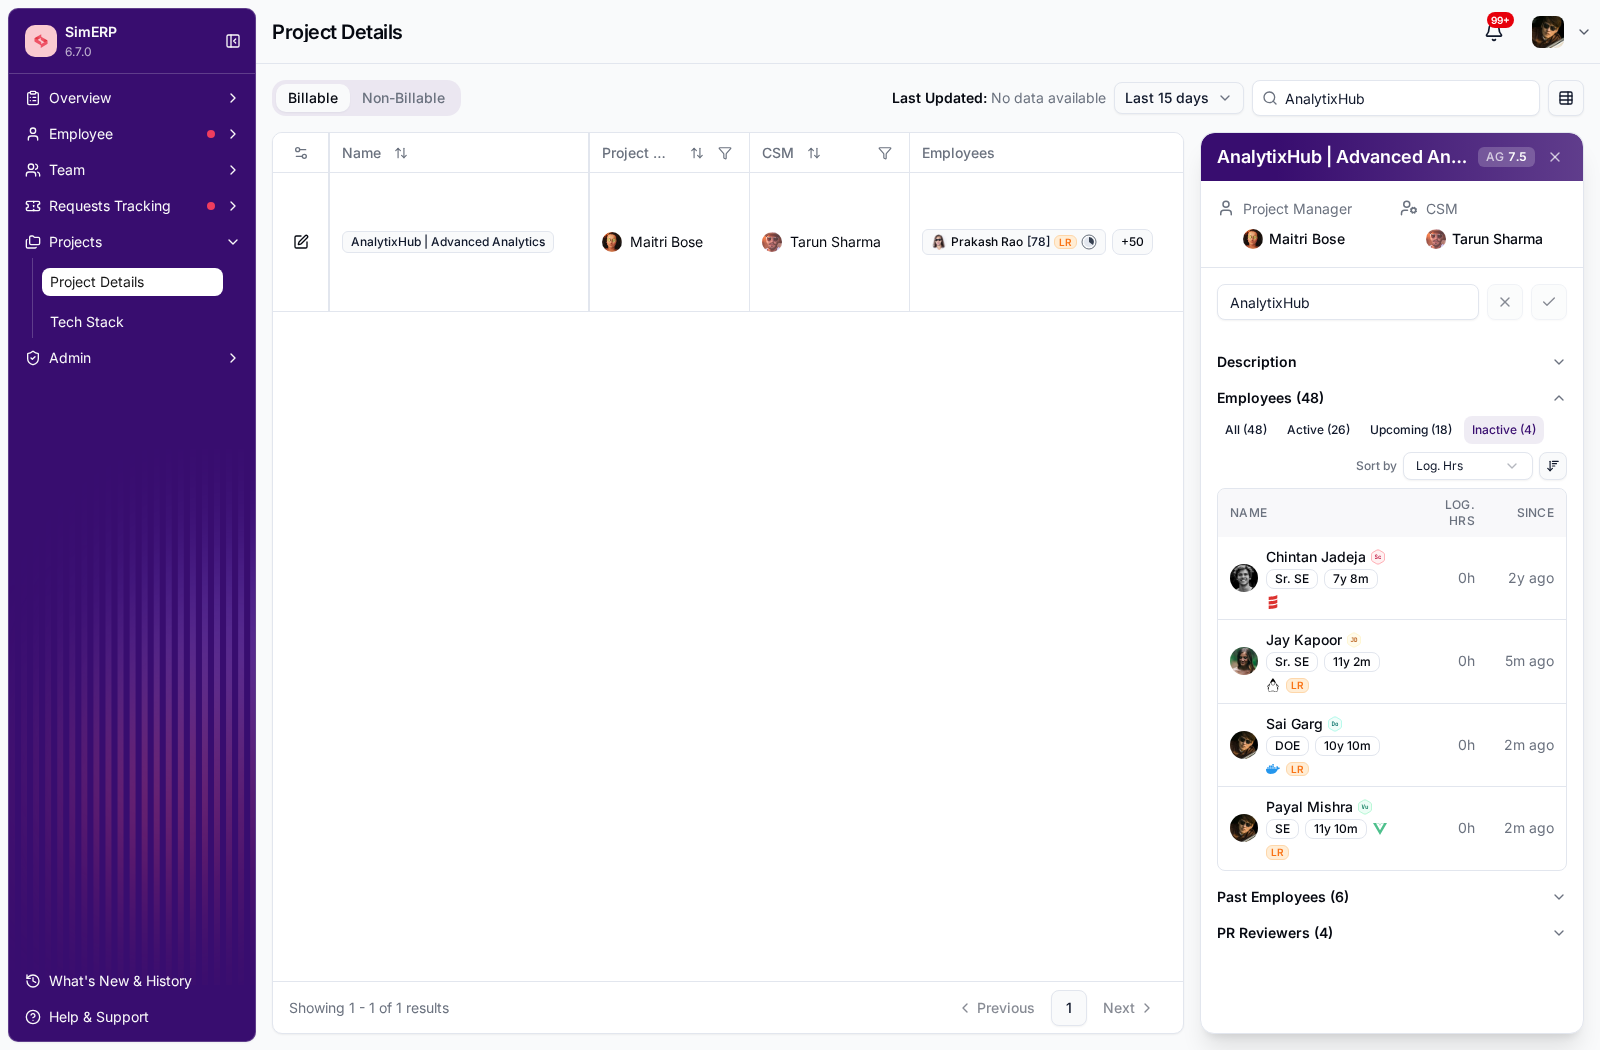 SimERP
6.7.0
Overview
Employee
Team
Requests Tracking
Projects
Project Details
Tech Stack
Admin
What's New & History
Help & Support
Project Details
99+
Billable
Non-Billable
Last Updated: No data available
Last 15 days
AnalytixHub
Name
Project ...
CSM
Employees
AnalytixHub | Advanced Analytics
Maitri Bose
Tarun Sharma
Prakash Rao [78] LR
+50
Showing 1 - 1 of 1 results
Previous
1
Next
AnalytixHub | Advanced An...
AG 7.5
Project Manager
CSM
Maitri Bose
Tarun Sharma
AnalytixHub
Description
Employees (48)
All (48)
Active (26)
Upcoming (18)
Inactive (4)
Sort by
Log. Hrs
NAME
LOG. HRS
SINCE
Chintan Jadeja Sc
Sr. SE
7y 8m
0h
2y ago
Jay Kapoor JO
Sr. SE
11y 2m
LR
0h
5m ago
Sai Garg Do
DOE
10y 10m
LR
0h
2m ago
Payal Mishra Vu
SE
11y 10m
LR
0h
2m ago
Past Employees (6)
PR Reviewers (4)